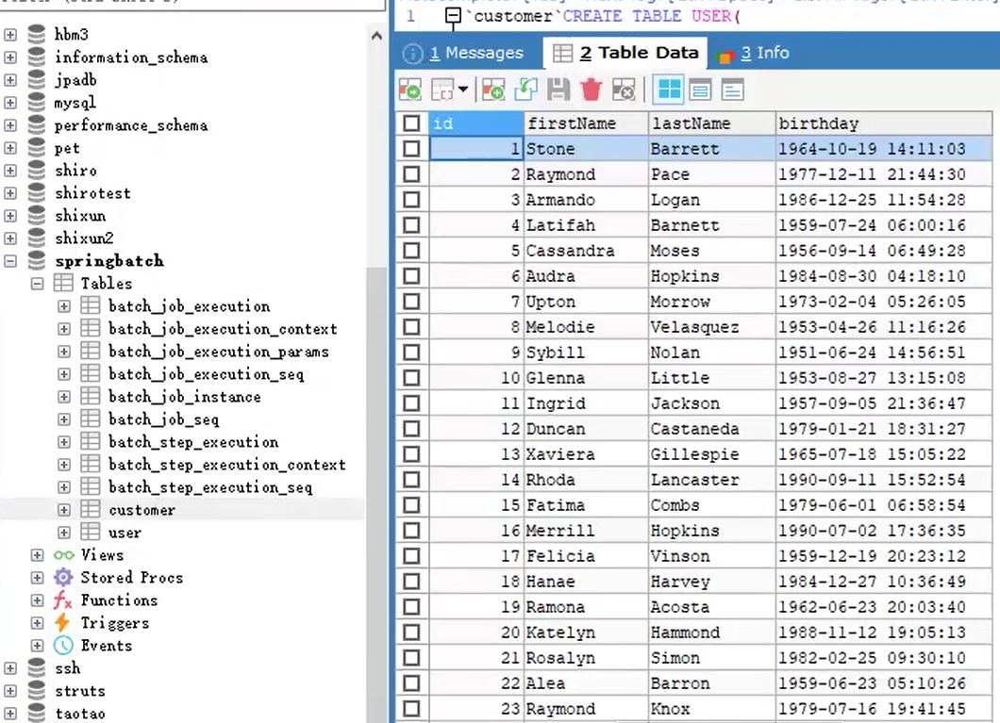 hbm3
information_schema
jpadb
mysql
performance_schema
pet
shiro
shirotest
shixun
shixun2
springbatch
Tables
batch_job_execution
batch_job_execution_context
batch_job_execution_params
batch_job_execution_seq
batch_job_instance
batch_job_seq
batch_step_execution
batch_step_execution_context
batch_step_execution_seq
customer
user
Views
Stored Procs
Functions
Triggers
Events
ssh
struts
taotao
1 `customer`CREATE TABLE USER(
1 Messages 2 Table Data 3 Info
id firstName lastName birthday
1 Stone Barrett 1964-10-19 14:11:03
2 Raymond Pace 1977-12-11 21:44:30
3 Armando Logan 1986-12-25 11:54:28
4 Latifah Barnett 1959-07-24 06:00:16
5 Cassandra Moses 1956-09-14 06:49:28
6 Audra Hopkins 1984-08-30 04:18:10
7 Upton Morrow 1973-02-04 05:26:05
8 Melodie Velasquez 1953-04-26 11:16:26
9 Sybill Nolan 1951-06-24 14:56:51
10 Glenna Little 1953-08-27 13:15:08
11 Ingrid Jackson 1957-09-05 21:36:47
12 Duncan Castaneda 1979-01-21 18:31:27
13 Xaviera Gillespie 1965-07-18 15:05:22
14 Rhoda Lancaster 1990-09-11 15:52:54
15 Fatima Combs 1979-06-01 06:58:54
16 Merrill Hopkins 1990-07-02 17:36:35
17 Felicia Vinson 1959-12-19 20:23:12
18 Hanae Harvey 1984-12-27 10:36:49
19 Ramona Acosta 1962-06-23 20:03:40
20 Katelyn Hammond 1988-11-12 19:05:13
21 Rosalyn Simon 1982-02-25 09:30:10
22 Alea Barron 1959-06-23 05:10:26
23 Raymond Knox 1979-07-16 19:41:45